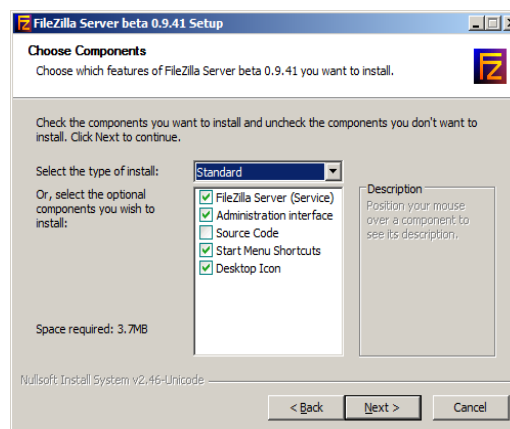 FileZilla Server beta 0.9.41 Setup
Choose Components
Choose which features of FileZilla Server beta 0.9.41 you want to install.
Fz
Check the components you want to install and uncheck the components you don't want to
install. Click Next to continue.
Select the type of install:
Standard
Or, select the optional
components you wish to
install:
FileZilla Server (Service)
Administration interface
Source Code
Start Menu Shortcuts
Desktop Icon
Description
Position your mouse
over a component to
see its description.
Space required: 3.7MB
Nullsoft Install System v2.46-Unicode
< Back
Next >
Cancel